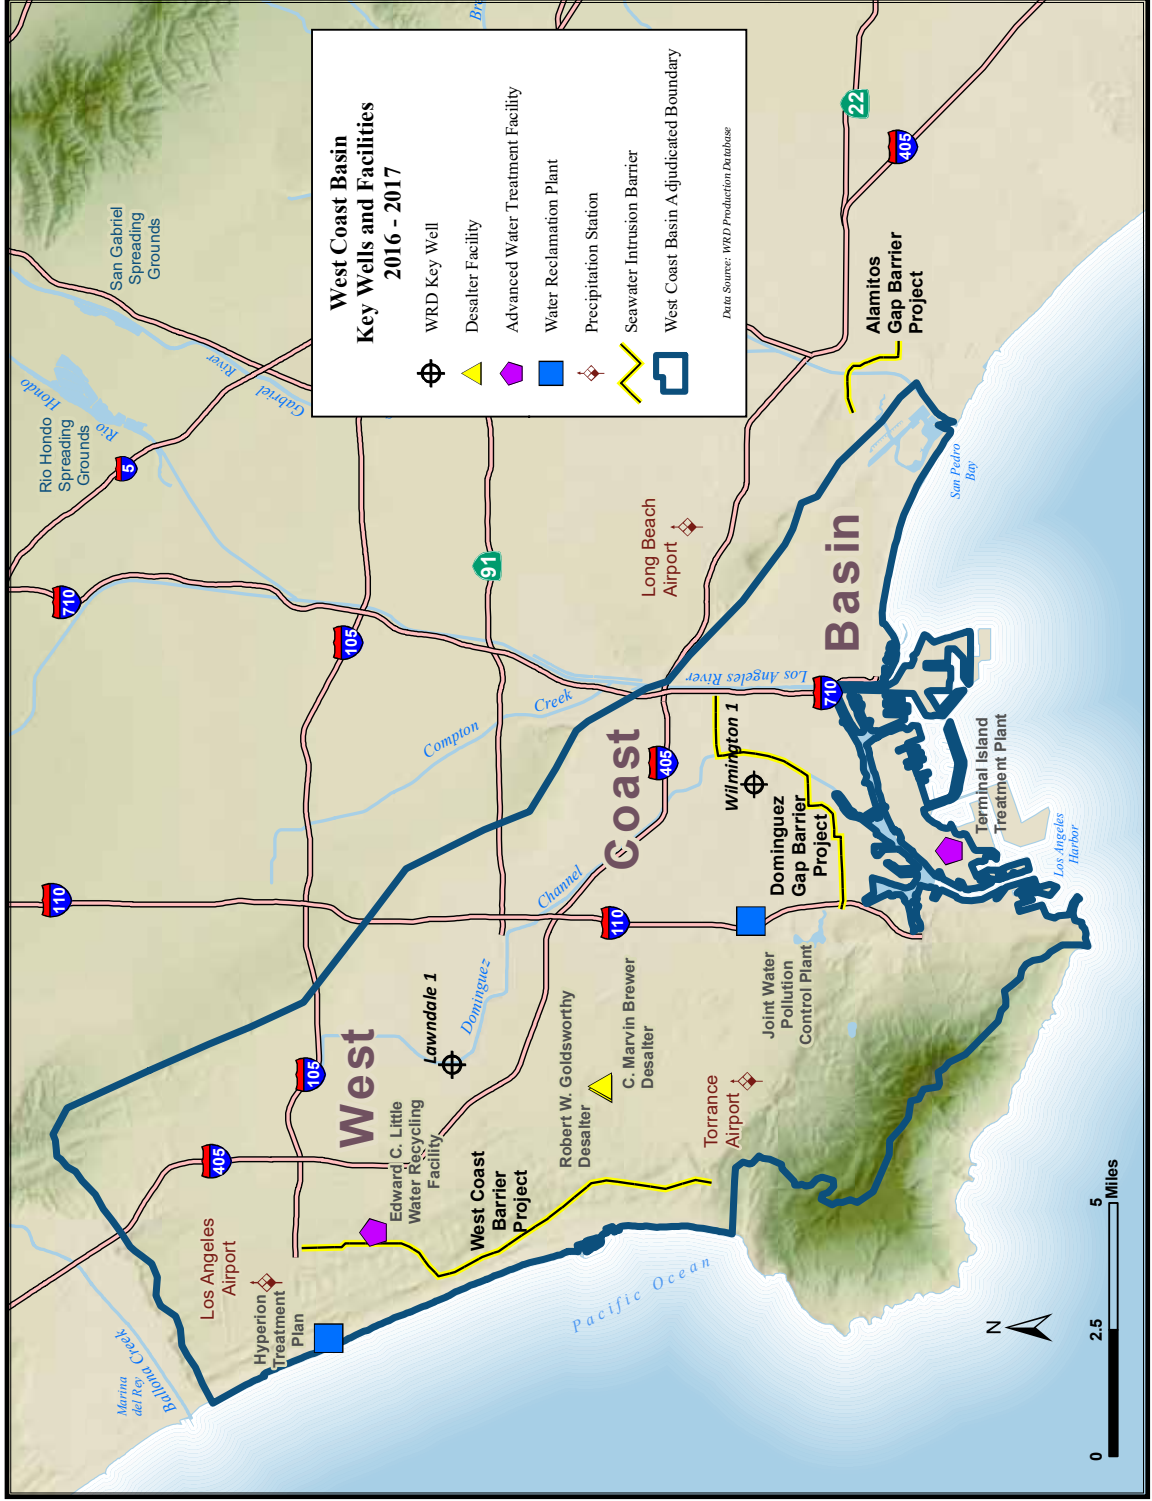 West Coast Basin
Key Wells and Facilities
2016 - 2017
WRD Key Well
Desalter Facility
Advanced Water Treatment Facility
Water Reclamation Plant
Precipitation Station
Seawater Intrusion Barrier
West Coast Basin Adjudicated Boundary
Data Source: WRD Production Database
Marina
del Rey
Ballona Creek
Los Angeles
Airport
Hyperion
Treatment
Plan
405
105
West
Edward C. Little
Water Recycling
Facility
West Coast
Barrier
Project
Lawndale 1
Dominguez
Channel
Robert W. Goldsworthy
Desalter
C. Marvin Brewer
Desalter
Torrance
Airport
Joint Water
Pollution
Control Plant
110
110
Coast
405
Compton
Creek
Wilmington 1
Dominguez
Gap Barrier
Project
Los Angeles River
710
Basin
Terminal Island
Treatment Plant
Los Angeles
Harbor
Long Beach
Airport
105
710
91
5
Rio Hondo
Spreading
Grounds
Rio
Hondo
San Gabriel
Spreading
Grounds
Gabriel
River
San Pedro
Bay
Alamitos
Gap Barrier
Project
22
405
Pacific Ocean
N
0
2.5
5
Miles